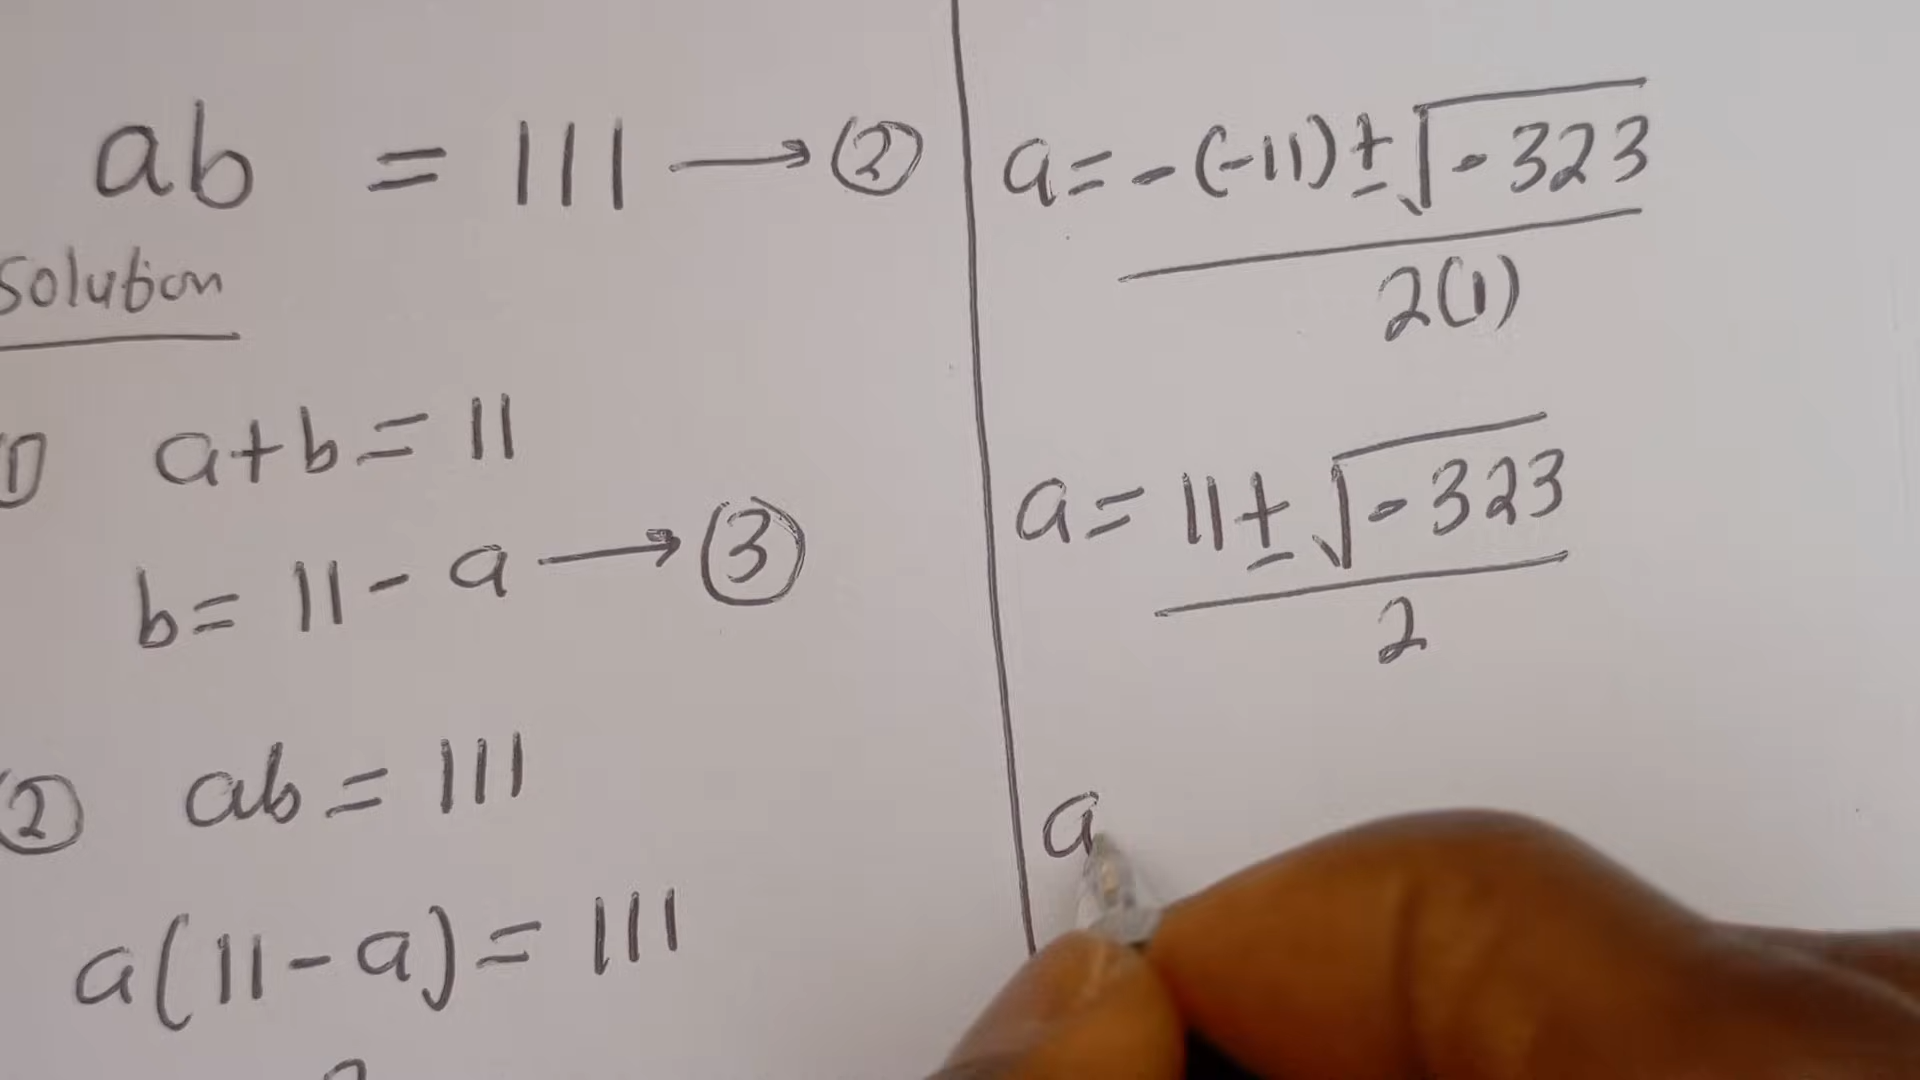 ab = 111 → ②
Solution
① a+b = 11
b = 11 - a → ③
② ab = 111
a(11 - a) = 111
a = -(-11) ± √-323
2(1)
a = 11 ± √-323
2
a